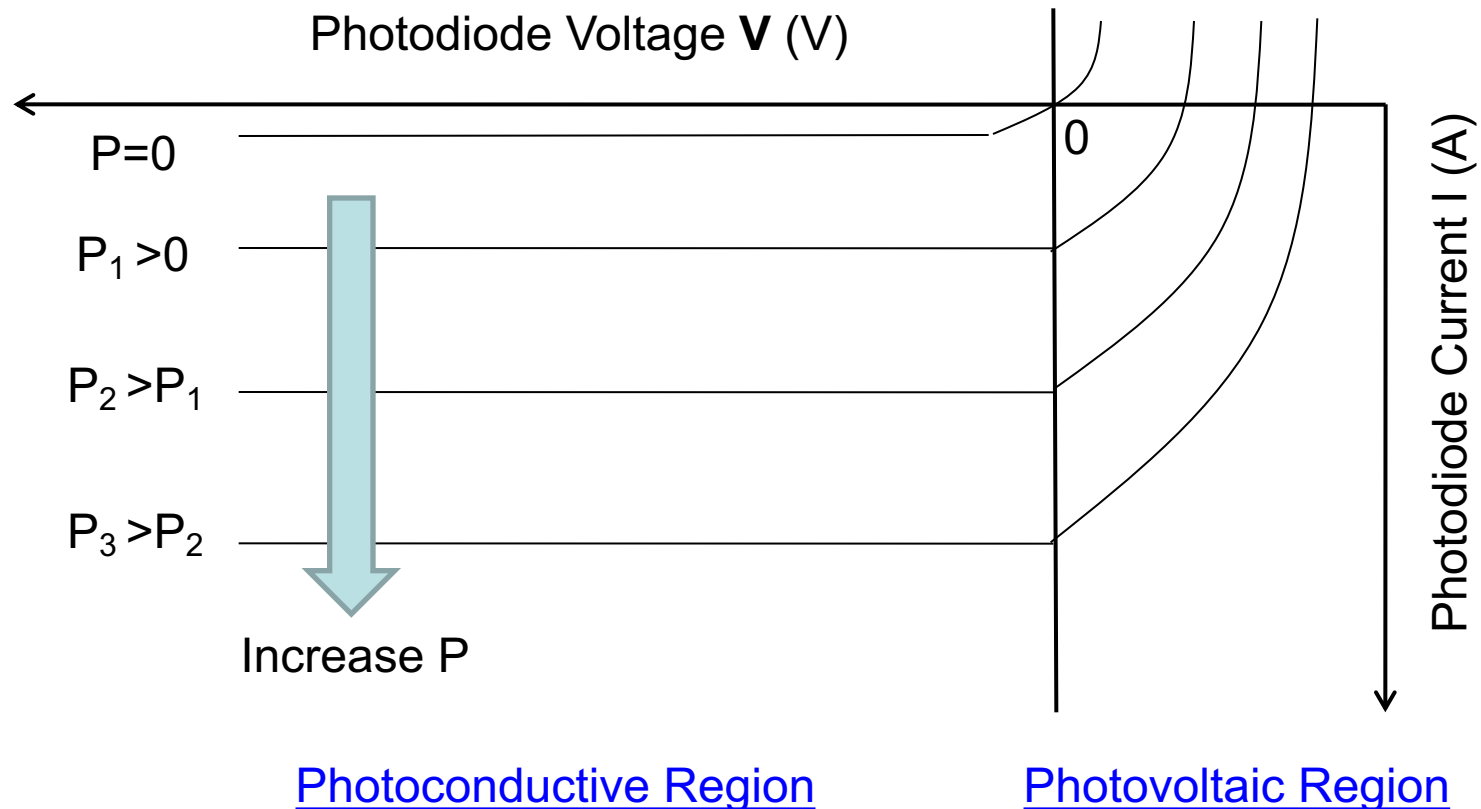 Photodiode Voltage V (V)
0
P=0
P₁ >0
P₂ >P₁
P₃ >P₂
Increase P
Photodiode Current I (A)
Photoconductive Region
Photovoltaic Region